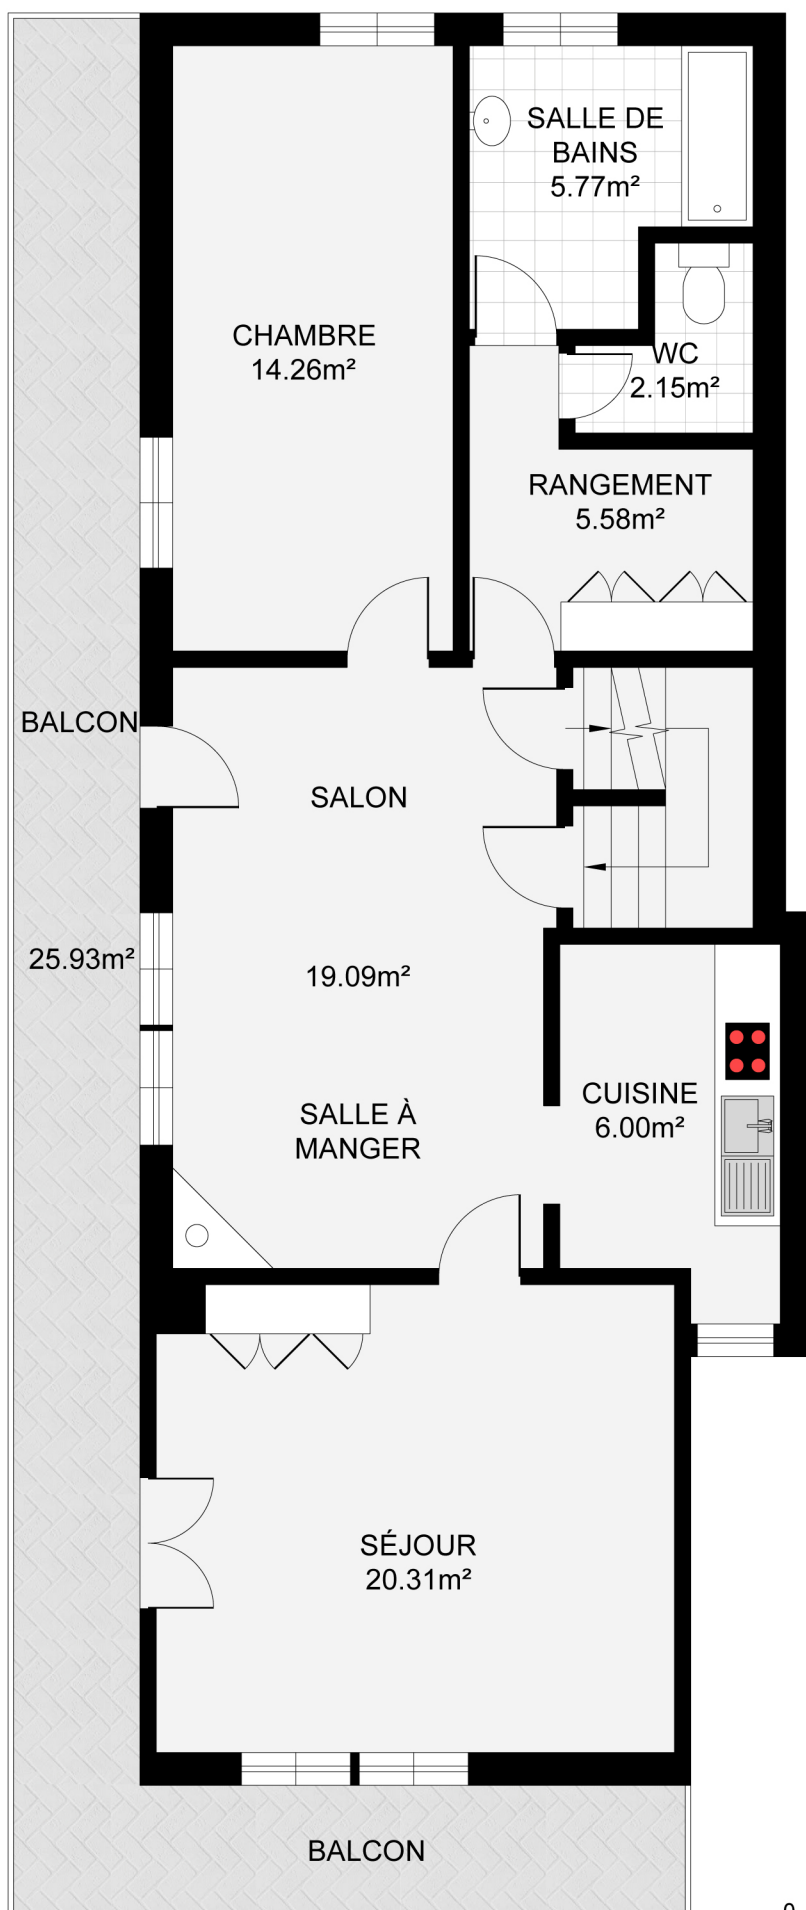 SALLE DE
BAINS
5.77m²
CHAMBRE
14.26m²
WC
2.15m²
RANGEMENT
5.58m²
BALCON
SALON
25.93m²
19.09m²
CUISINE
6.00m²
SALLE À
MANGER
SÉJOUR
20.31m²
BALCON